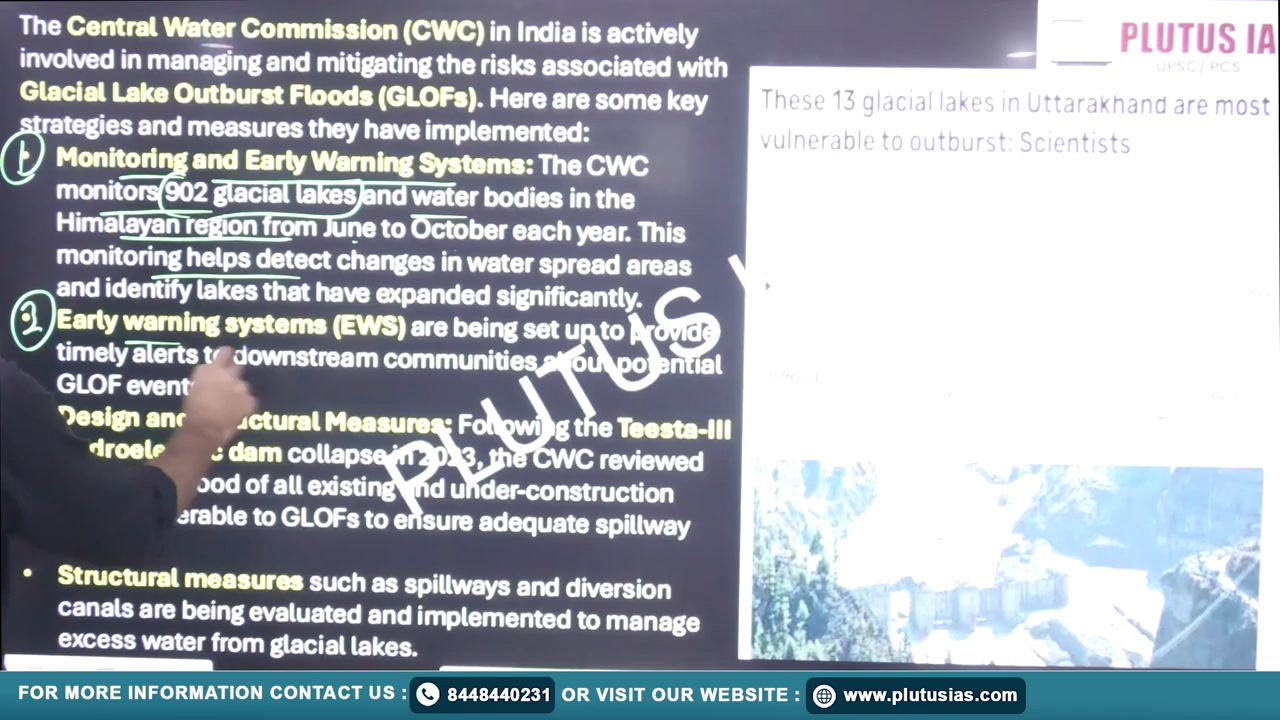 The Central Water Commission (CWC) in India is actively
involved in managing and mitigating the risks associated with
Glacial Lake Outburst Floods (GLOFs). Here are some key
strategies and measures they have implemented:
1. Monitoring and Early Warning Systems: The CWC
monitors 902 glacial lakes and water bodies in the
Himalayan region from June to October each year. This
monitoring helps detect changes in water spread areas
and identify lakes that have expanded significantly.
2 Early warning systems (EWS) are being set up to provide
timely alerts to downstream communities about potential
GLOF event
Design and Structural Measures: Following the Teesta-III
dam collapse in 2023, the CWC reviewed
of all existing and under-construction
to GLOFs to ensure adequate spillway
• Structural measures such as spillways and diversion
canals are being evaluated and implemented to manage
excess water from glacial lakes.
PLUTUS
PLUTUS IA
UPSC/ PCS
These 13 glacial lakes in Uttarakhand are most
vulnerable to outburst: Scientists
FOR MORE INFORMATION CONTACT US : 8448440231 OR VISIT OUR WEBSITE : www.plutusias.com